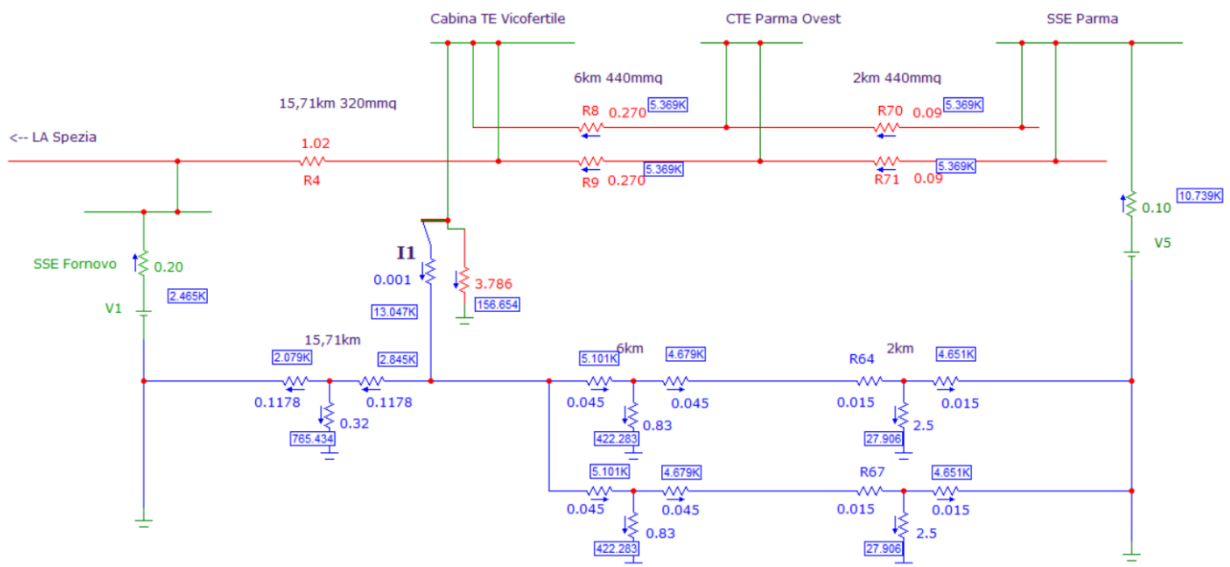 Cabina TE Vicofertile
CTE Parma Ovest
SSE Parma
6km 440mmq
2km 440mmq
15,71km 320mmq
R8
0.270
5.369K
R70
0.09
5.369K
<-- LA Spezia
1.02
R4
R9
0.270
5.369K
R71
0.09
5.369K
0.10
10.739K
V5
I1
0.001
3.786
156.654
13.047K
SSE Fornovo
0.20
2.465K
V1
15,71km
2.079K
2.845K
0.1178
0.1178
0.32
765.434
6km
5.101K
4.679K
0.045
0.045
0.83
422.283
2km
R64
4.651K
0.015
0.015
2.5
27.906
5.101K
4.679K
0.045
0.045
0.83
422.283
R67
4.651K
0.015
0.015
2.5
27.906